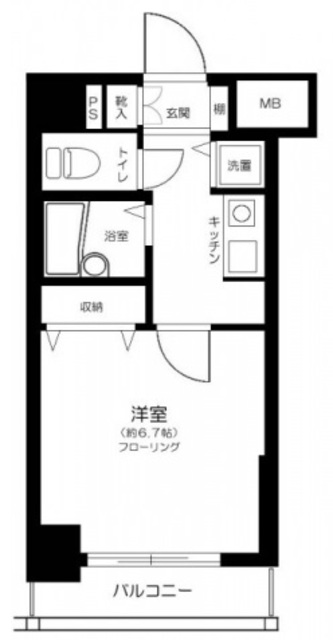 PS
靴入
玄関
棚
MB
トイレ
洗置
浴室
キッチン
収納
洋室
(約6.7帖)
フローリング
バルコニー